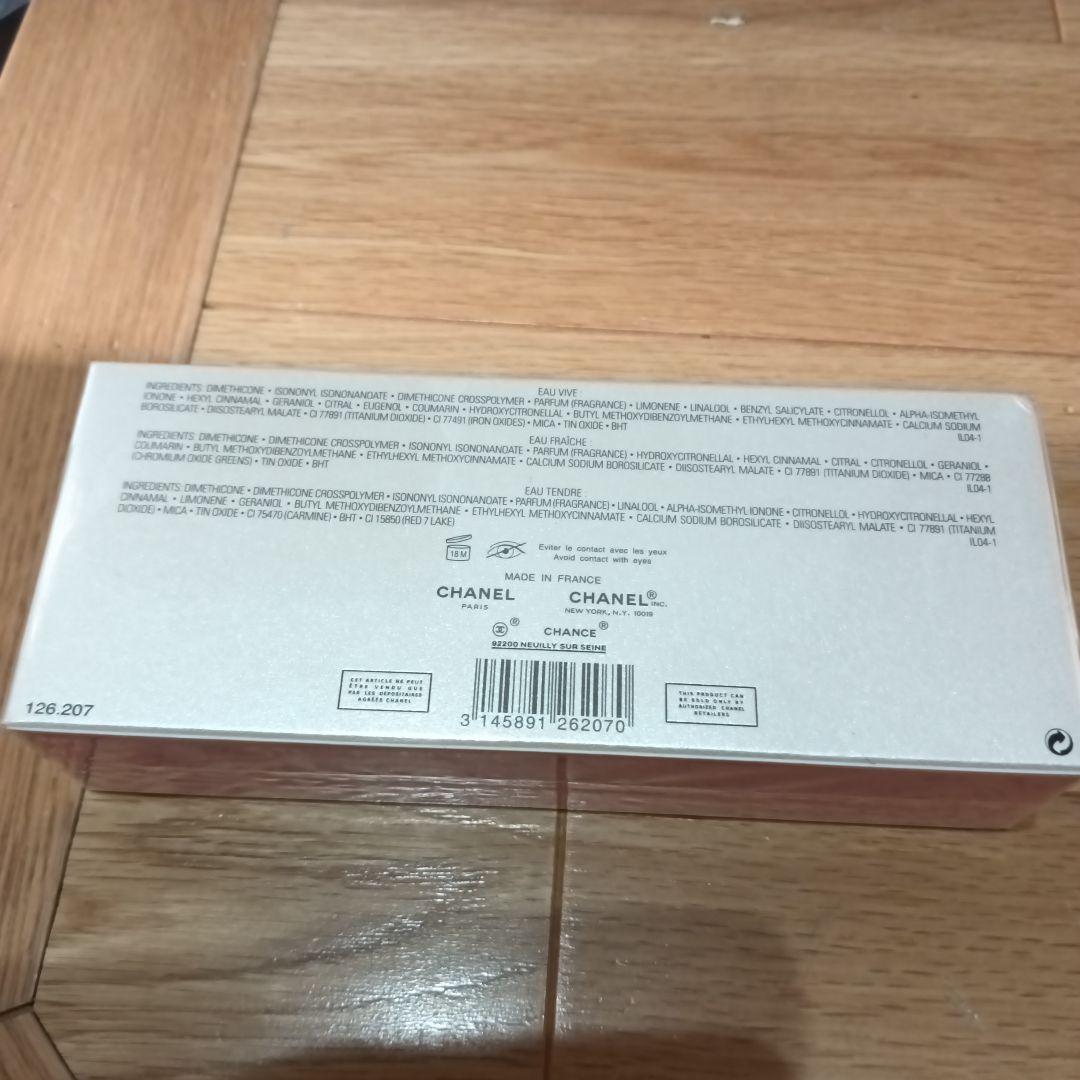 EAU VIVE :
INGREDIENTS: DIMETHICONE • ISONONYL ISONONANOATE • DIMETHICONE CROSSPOLYMER • PARFUM (FRAGRANCE) • LIMONENE • LINALOOL • BENZYL SALICYLATE • CITRONELLOL • ALPHA-ISOMETHYL
IONONE • HEXYL CINNAMAL • GERANIOL • CITRAL • EUGENOL • COUMARIN • HYDROXYCITRONELLAL • BUTYL METHOXYDIBENZOYLMETHANE • ETHYLHEXYL METHOXYCINNAMATE • CALCIUM SODIUM
BOROSILICATE • DIISOSTEARYL MALATE • CI 77891 (TITANIUM DIOXIDE) • CI 77491 (IRON OXIDES) • MICA • TIN OXIDE • BHT
IL04-1
EAU FRAÎCHE :
INGREDIENTS: DIMETHICONE • DIMETHICONE CROSSPOLYMER • ISONONYL ISONONANOATE • PARFUM (FRAGRANCE) • HYDROXYCITRONELLAL • HEXYL CINNAMAL • CITRAL • CITRONELLOL • GERANIOL •
COUMARIN • BUTYL METHOXYDIBENZOYLMETHANE • ETHYLHEXYL METHOXYCINNAMATE • CALCIUM SODIUM BOROSILICATE • DIISOSTEARYL MALATE • CI 77891 (TITANIUM DIOXIDE) • MICA • CI 77288
(CHROMIUM OXIDE GREENS) • TIN OXIDE • BHT
IL04-1
EAU TENDRE :
INGREDIENTS: DIMETHICONE • DIMETHICONE CROSSPOLYMER • ISONONYL ISONONANOATE • PARFUM (FRAGRANCE) • LINALOOL • ALPHA-ISOMETHYL IONONE • CITRONELLOL • HYDROXYCITRONELLAL • HEXYL
CINNAMAL • LIMONENE • GERANIOL • BUTYL METHOXYDIBENZOYLMETHANE • ETHYLHEXYL METHOXYCINNAMATE • CALCIUM SODIUM BOROSILICATE • DIISOSTEARYL MALATE • CI 77891 (TITANIUM
DIOXIDE) • MICA • TIN OXIDE • CI 75470 (CARMINE) • BHT • CI 15850 (RED 7 LAKE)
IL04-1
18 M
Eviter le contact avec les yeux
Avoid contact with eyes
MADE IN FRANCE
CHANEL
PARIS
CHANEL® INC.
NEW YORK, N.Y. 10019
® CHANCE®
92200 NEUILLY SUR SEINE
CET ARTICLE NE PEUT
ÊTRE VENDU QUE
PAR LES DÉPOSITAIRES
AGRÉÉS CHANEL
3 145891 262070
THIS PRODUCT CAN
BE SOLD ONLY BY
AUTHORIZED CHANEL
RETAILERS
126.207